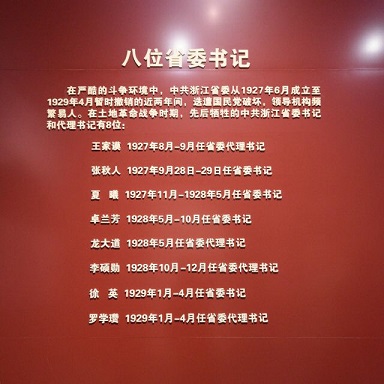 八位省委书记
在严酷的斗争环境中，中共浙江省委从1927年6月成立至
1929年4月暂时撤销的近两年间，迭遭国民党破坏，领导机构频
繁易人。在土地革命战争时期，先后牺牲的中共浙江省委书记
和代理书记有8位：
王家谟 1927年8月-9月任省委代理书记
张秋人 1927年9月28日-29日任省委书记
夏 曦 1927年11月-1928年5月任省委书记
卓兰芳 1928年5月-10月任省委书记
龙大道 1928年5月任省委代理书记
李硕勋 1928年10月-12月任省委代理书记
徐 英 1929年1月-4月任省委书记
罗学瓒 1929年1月-4月任省委代理书记